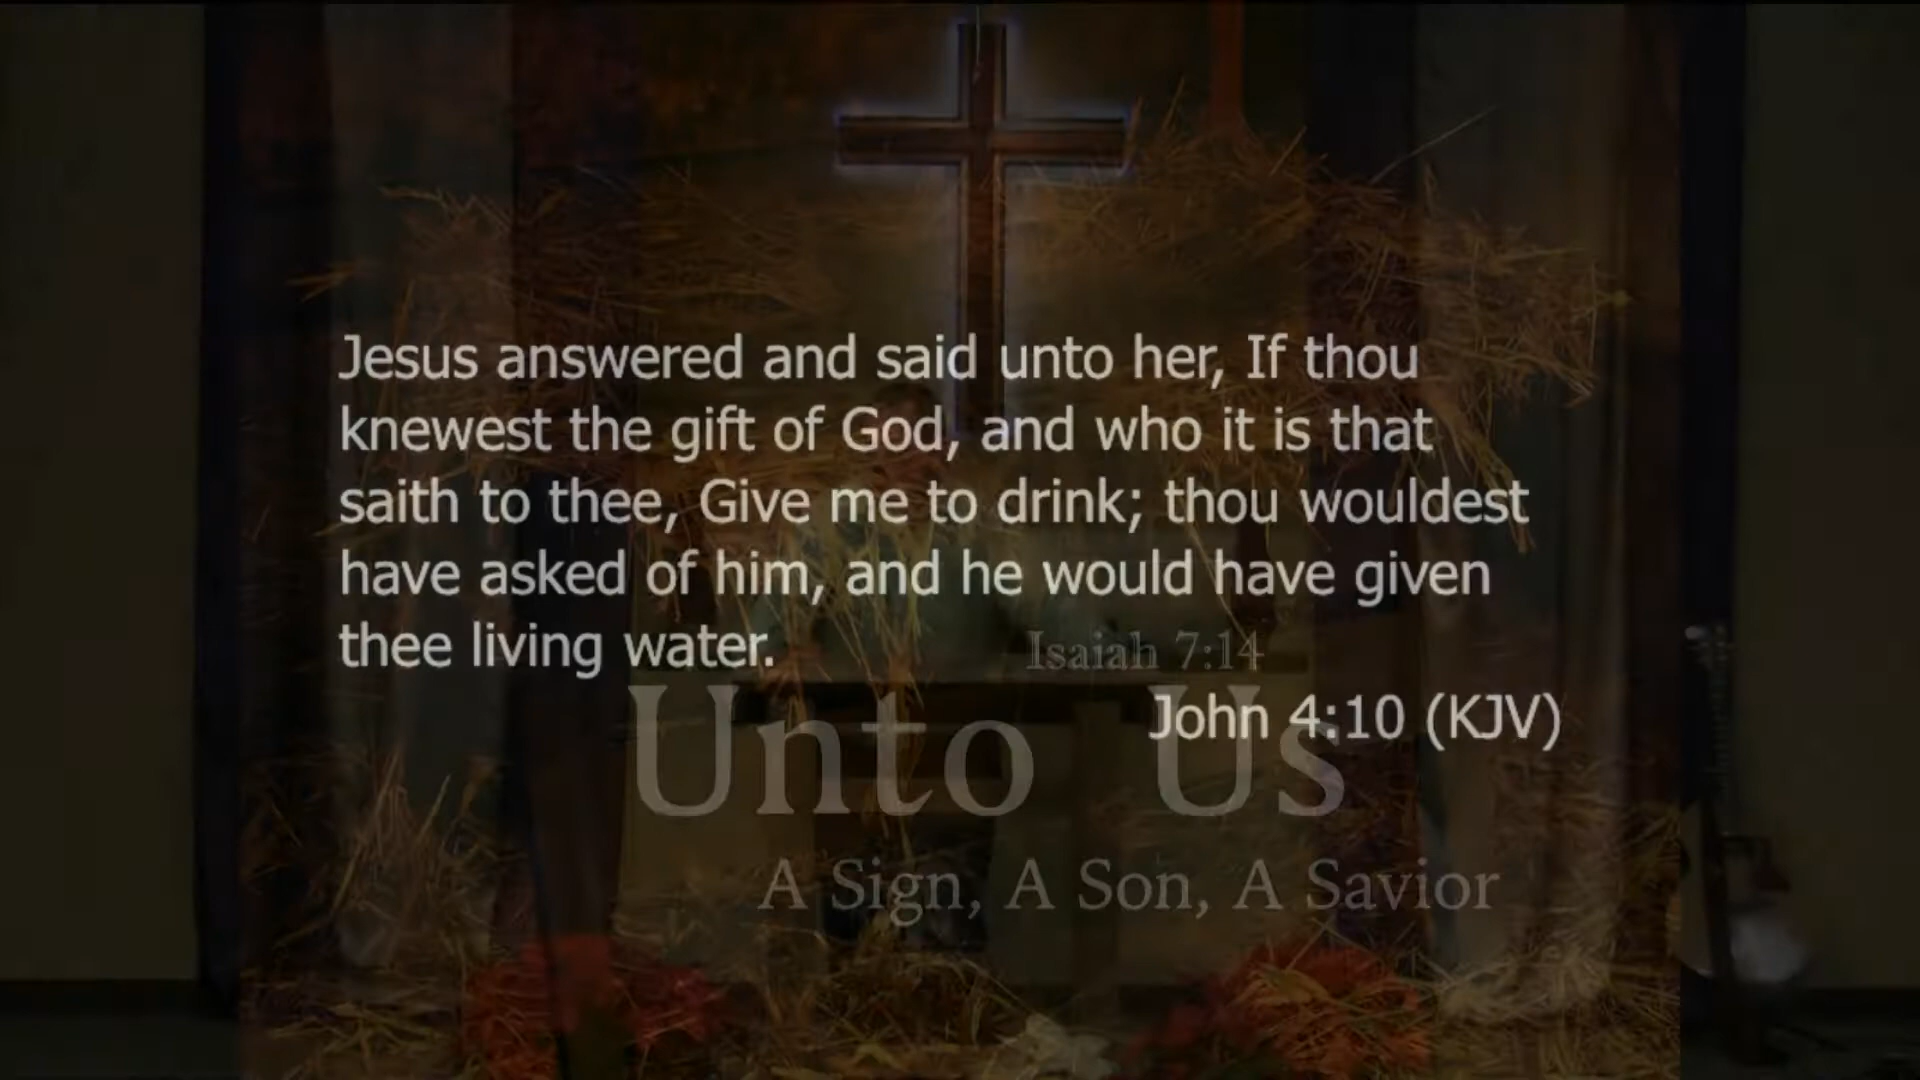 Jesus answered and said unto her, If thou
knewest the gift of God, and who it is that
saith to thee, Give me to drink; thou wouldest
have asked of him, and he would have given
thee living water.
Isaiah 7:14
John 4:10 (KJV)
Unto Us
A Sign, A Son, A Savior